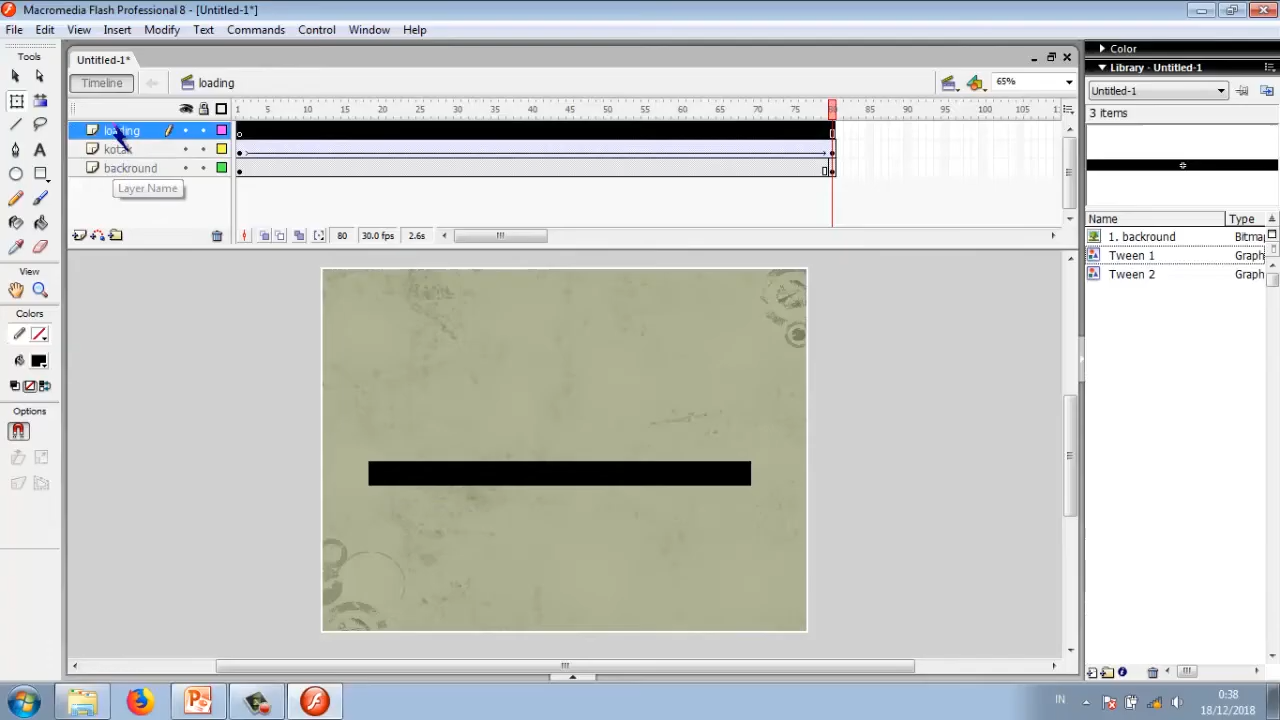 Macromedia Flash Professional 8 - [Untitled-1*]
File Edit View Insert Modify Text Commands Control Window Help
Tools
Untitled-1*
Timeline
loading
65%
1 5 10 15 20 25 30 35 40 45 50 55 60 65 70 75 80 85 90 95 100 105
loading
kotak
backround
Layer Name
80 30.0 fps 2.6s
View
Colors
Options
Color
Library - Untitled-1
Untitled-1
3 items
Name Type
1. backround Bitma
Tween 1 Graph
Tween 2 Graph
IN
0:38
18/12/2018